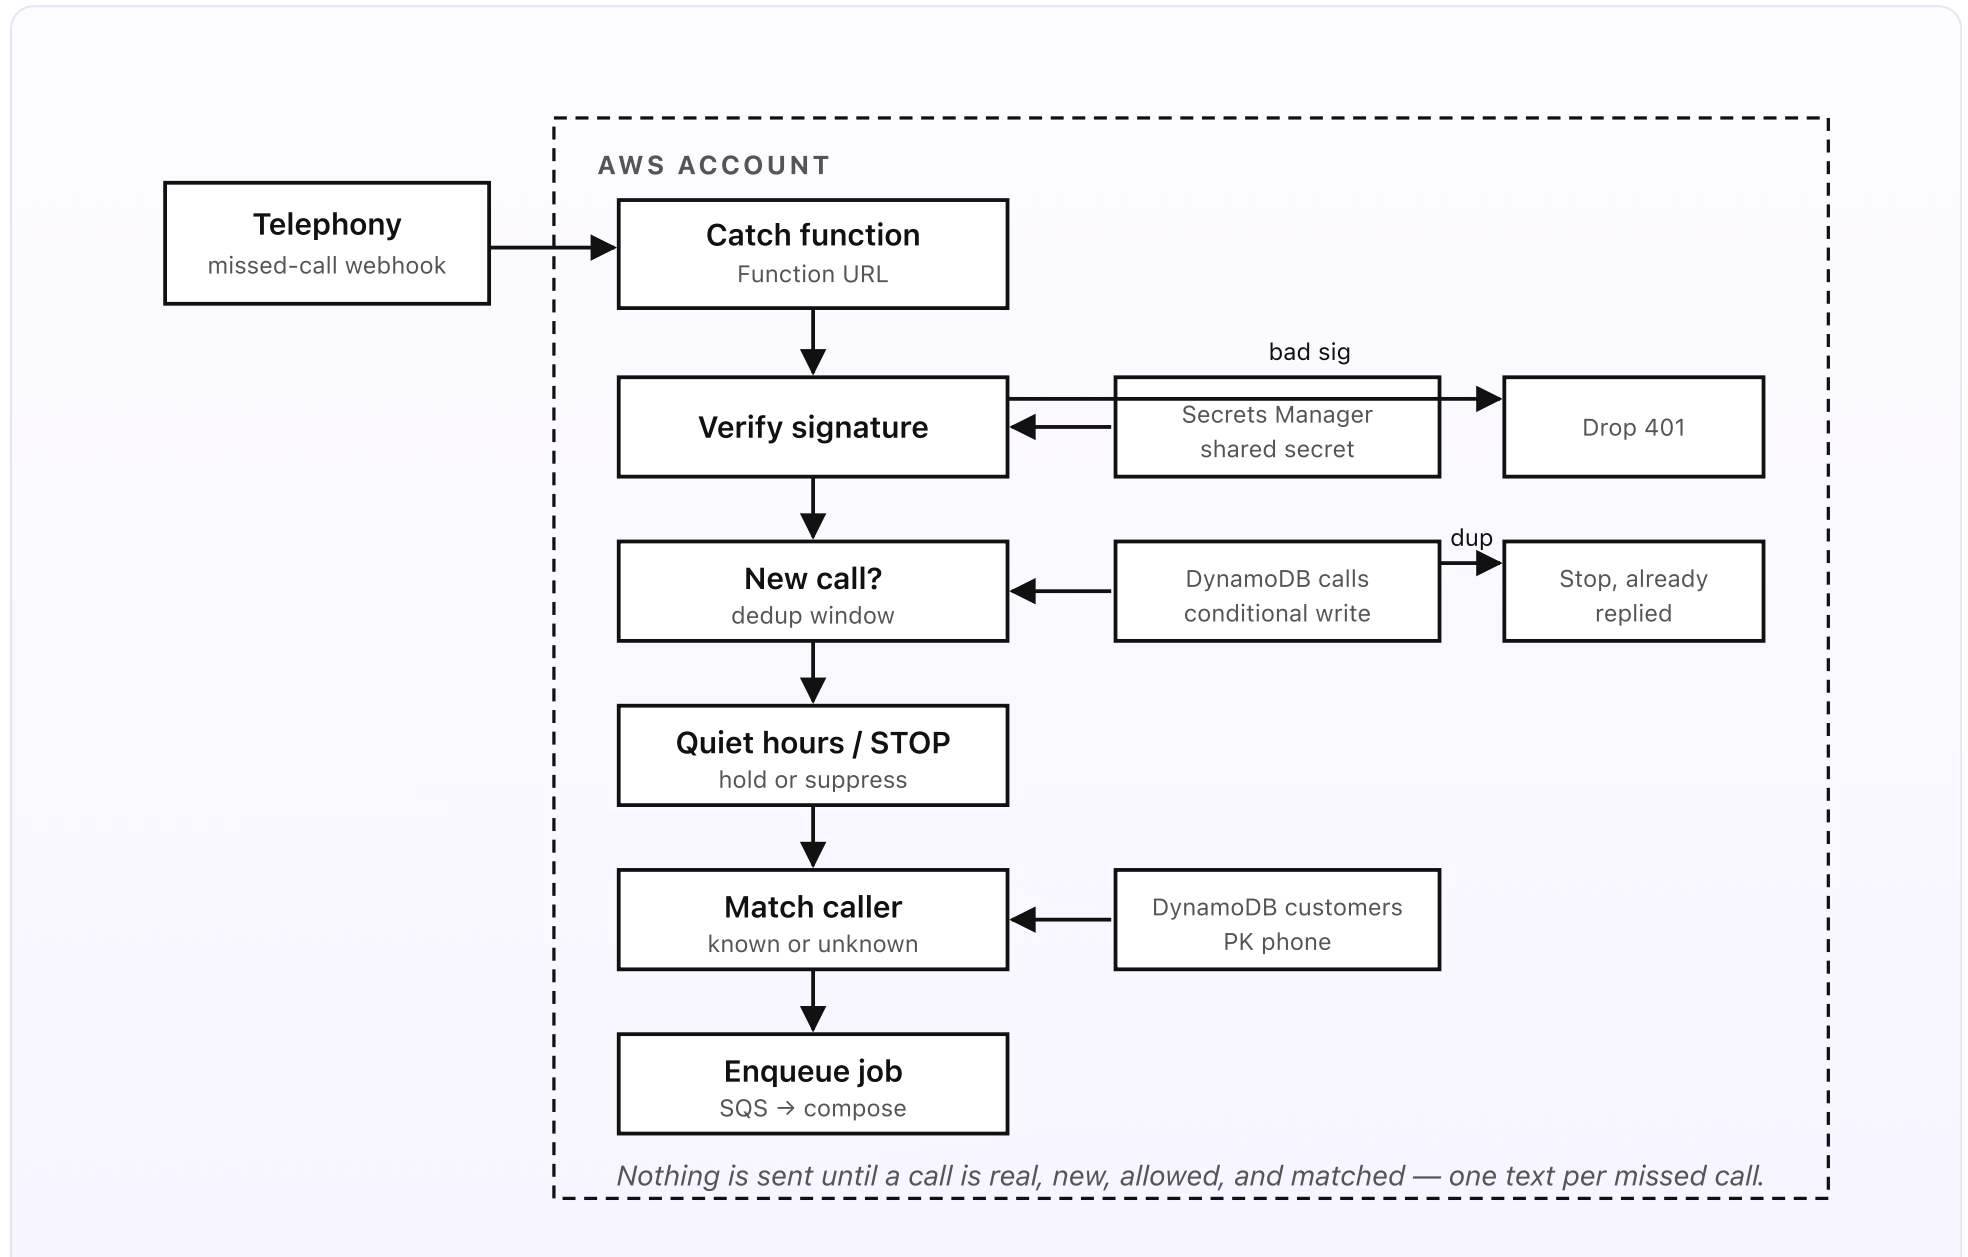 AWS ACCOUNT
Telephony
missed-call webhook
Catch function
Function URL
bad sig
Verify signature
Secrets Manager
shared secret
Drop 401
dup
New call?
dedup window
DynamoDB calls
conditional write
Stop, already
replied
Quiet hours / STOP
hold or suppress
Match caller
known or unknown
DynamoDB customers
PK phone
Enqueue job
SQS → compose
Nothing is sent until a call is real, new, allowed, and matched — one text per missed call.